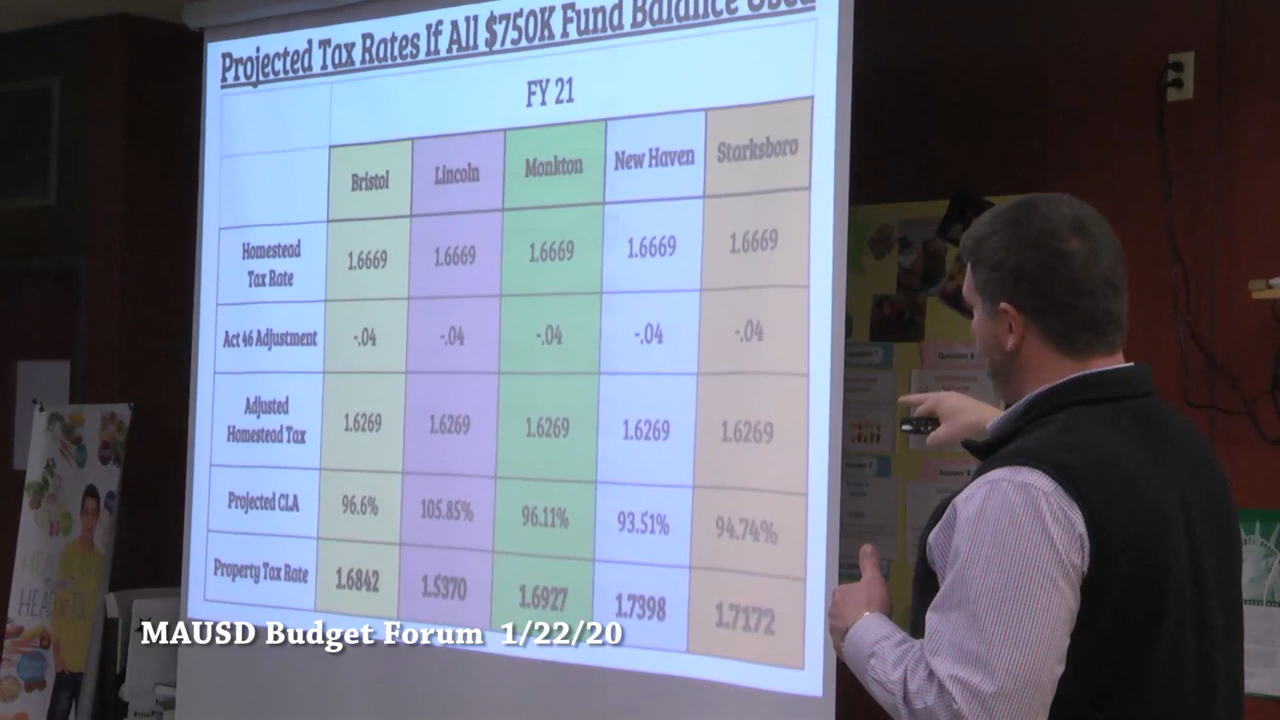 Projected Tax Rates If All $750K Fund Balance Used
FY 21
Bristol Lincoln Monkton New Haven Starksboro
Homestead
Tax Rate
1.6669 1.6669 1.6669 1.6669 1.6669
Act 46 Adjustment -.04 -.04 -.04 -.04 -.04
Adjusted
Homestead Tax
1.6269 1.6269 1.6269 1.6269 1.6269
Projected CLA 96.6% 105.85% 96.11% 93.51% 94.74%
Property Tax Rate 1.6842 1.5370 1.6927 1.7398 1.7172
MAUSD Budget Forum 1/22/20
HEAD